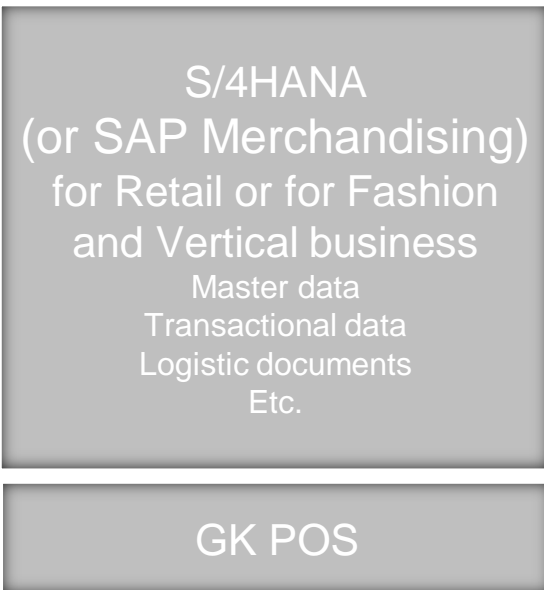 S/4HANA
(or SAP Merchandising)
for Retail or for Fashion
and Vertical business
Master data
Transactional data
Logistic documents
Etc.
GK POS